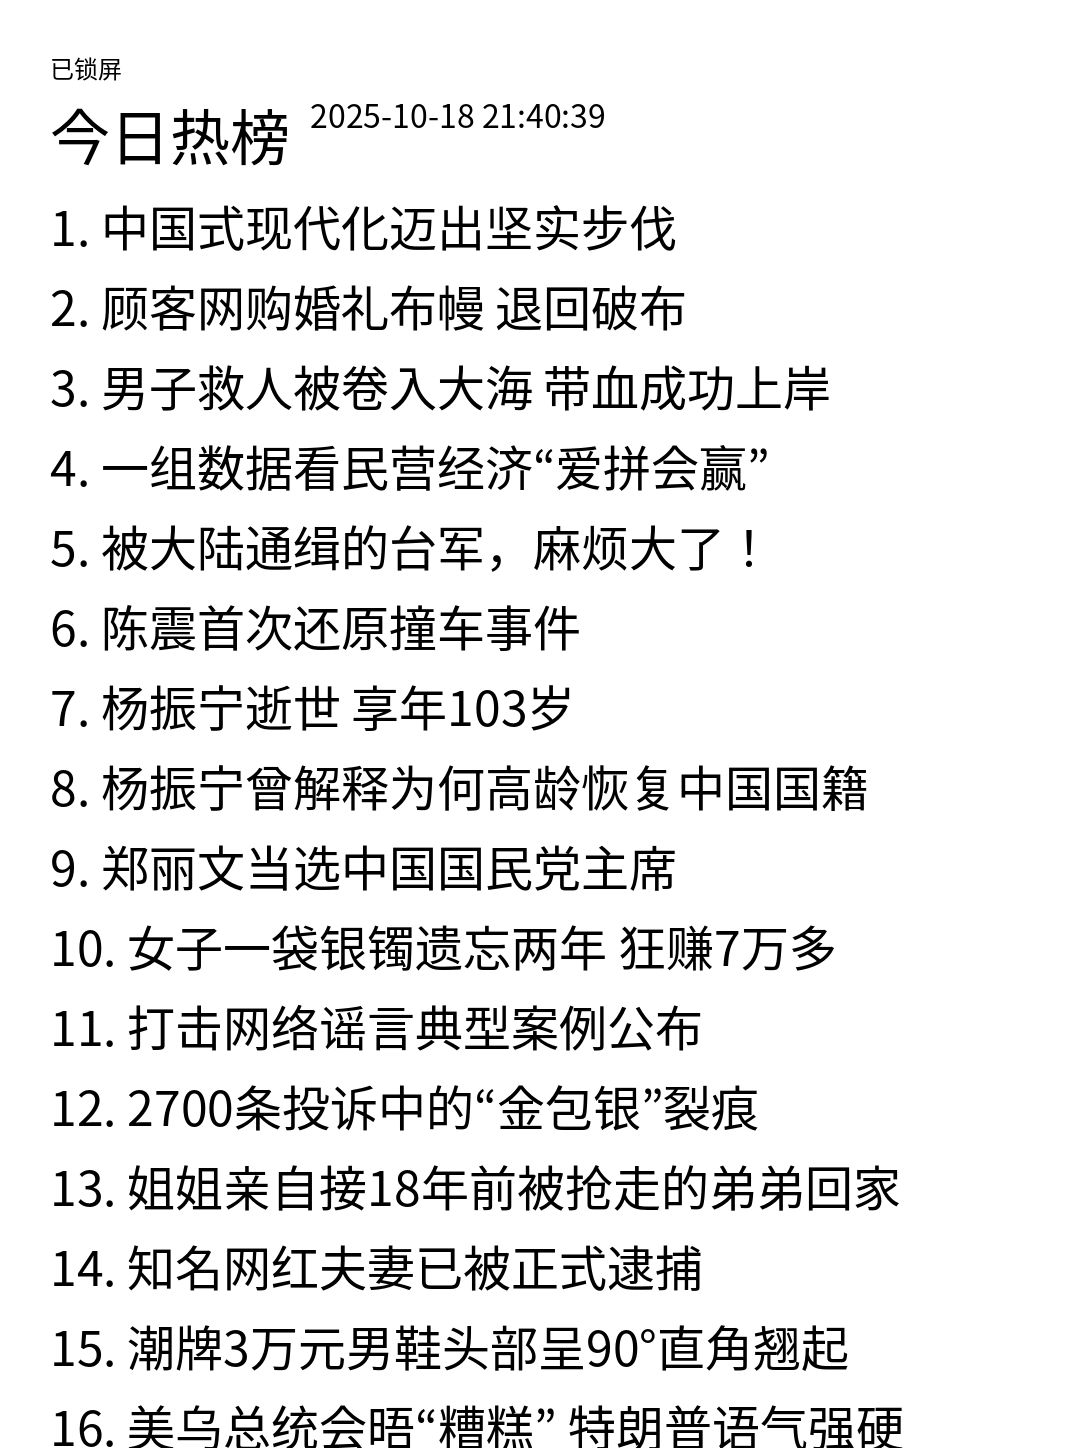 已锁屏
今日热榜 2025-10-18 21:40:39
1. 中国式现代化迈出坚实步伐
2. 顾客网购婚礼布幔 退回破布
3. 男子救人被卷入大海 带血成功上岸
4. 一组数据看民营经济“爱拼会赢”
5. 被大陆通缉的台军，麻烦大了！
6. 陈震首次还原撞车事件
7. 杨振宁逝世 享年103岁
8. 杨振宁曾解释为何高龄恢复中国国籍
9. 郑丽文当选中国国民党主席
10. 女子一袋银镯遗忘两年 狂赚7万多
11. 打击网络谣言典型案例公布
12. 2700条投诉中的“金包银”裂痕
13. 姐姐亲自接18年前被抢走的弟弟回家
14. 知名网红夫妻已被正式逮捕
15. 潮牌3万元男鞋头部呈90°直角翘起
16. 美乌总统会晤“糟糕” 特朗普语气强硬